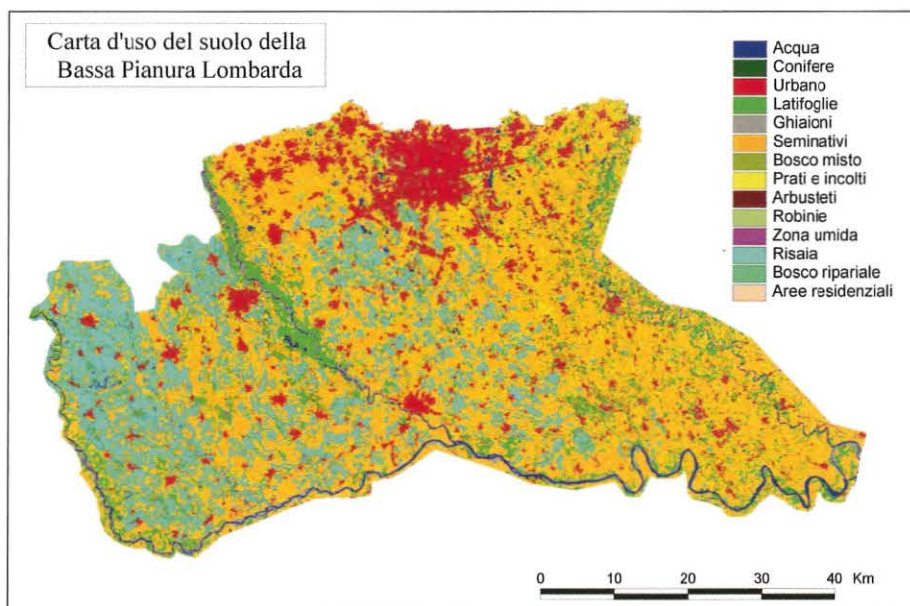 Carta d'uso del suolo della
Bassa Pianura Lombarda
Acqua
Conifere
Urbano
Latifoglie
Ghiaioni
Seminativi
Bosco misto
Prati e incolti
Arbusteti
Robinie
Zona umida
Risaia
Bosco ripariale
Aree residenziali
0 10 20 30 40 Km